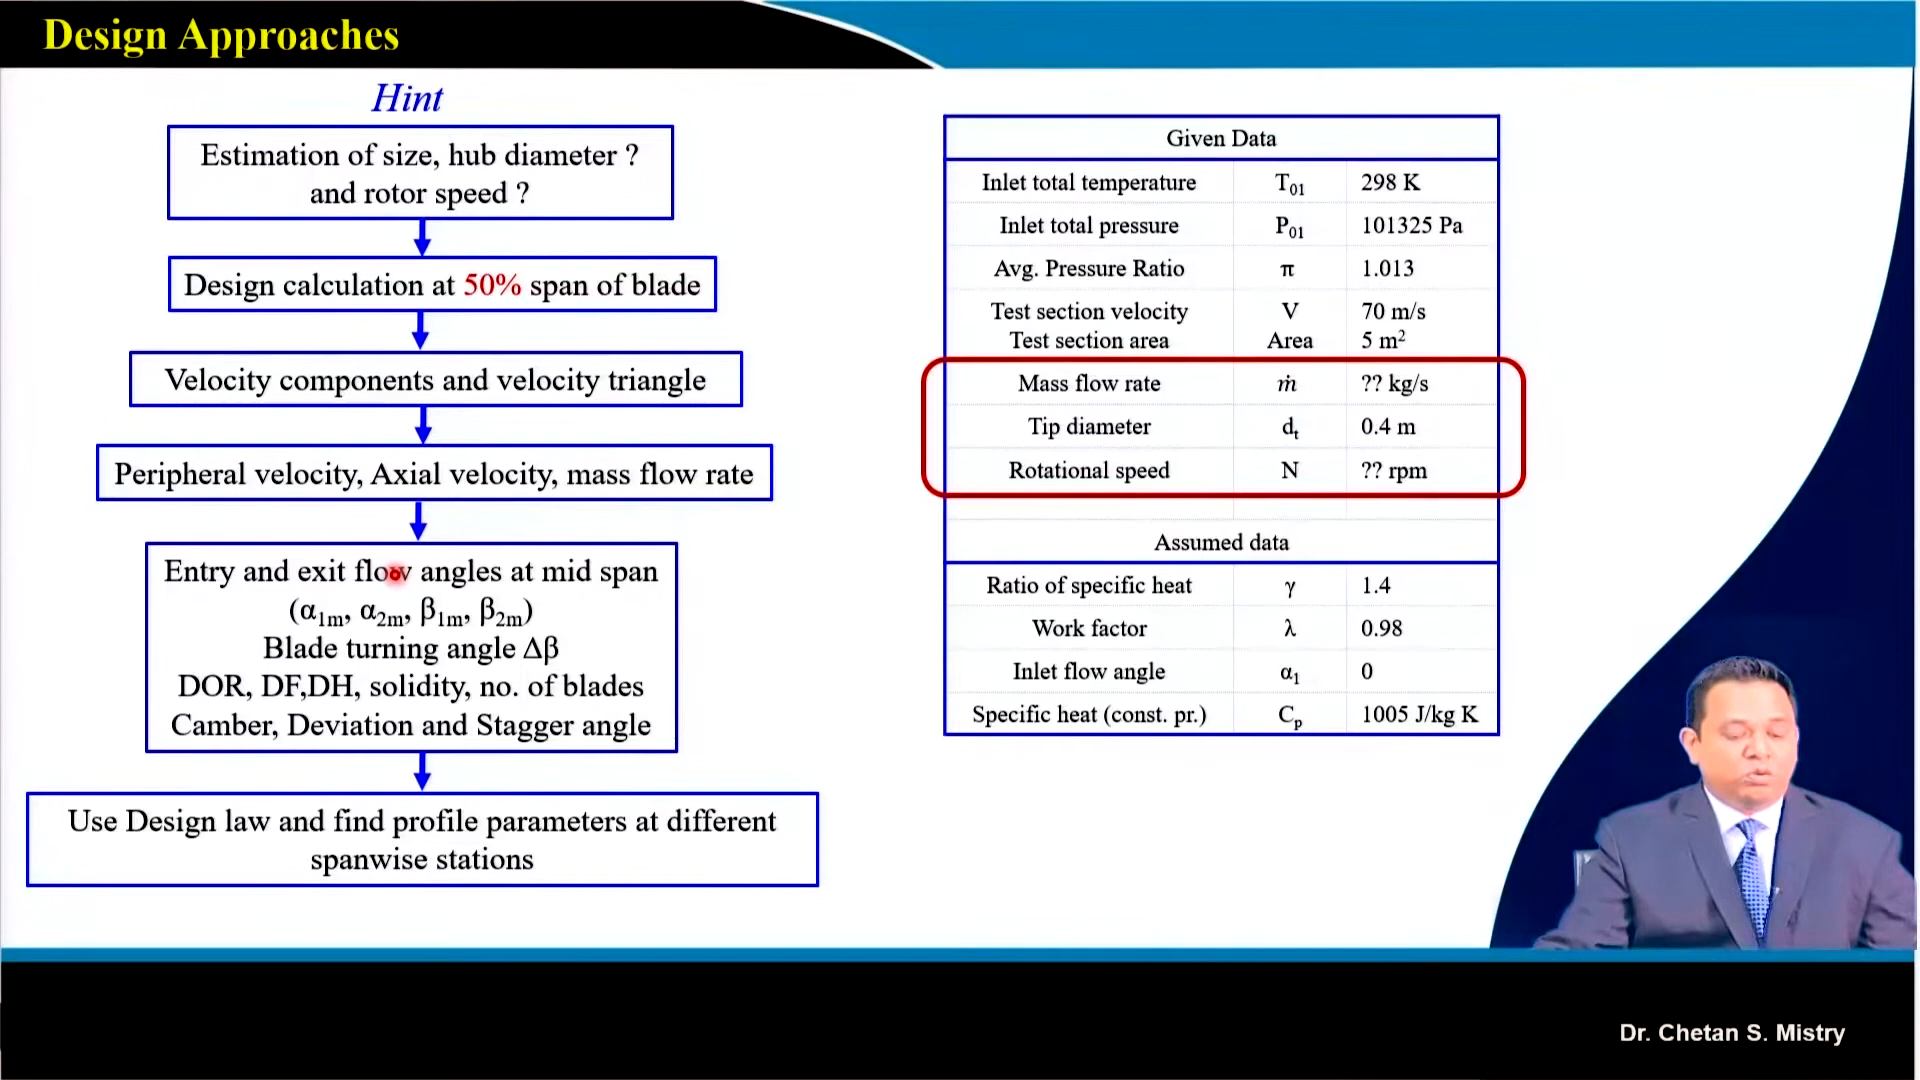 Design Approaches
Hint
Estimation of size, hub diameter ?
and rotor speed ?
Design calculation at 50% span of blade
Velocity components and velocity triangle
Peripheral velocity, Axial velocity, mass flow rate
Entry and exit flow angles at mid span
(α1m, α2m, β1m, β2m)
Blade turning angle Δβ
DOR, DF,DH, solidity, no. of blades
Camber, Deviation and Stagger angle
Use Design law and find profile parameters at different
spanwise stations
Given Data
Inlet total temperature T01 298 K
Inlet total pressure P01 101325 Pa
Avg. Pressure Ratio π 1.013
Test section velocity V 70 m/s
Test section area Area 5 m²
Mass flow rate ṁ ?? kg/s
Tip diameter dt 0.4 m
Rotational speed N ?? rpm
Assumed data
Ratio of specific heat γ 1.4
Work factor λ 0.98
Inlet flow angle α1 0
Specific heat (const. pr.) Cp 1005 J/kg K
Dr. Chetan S. Mistry